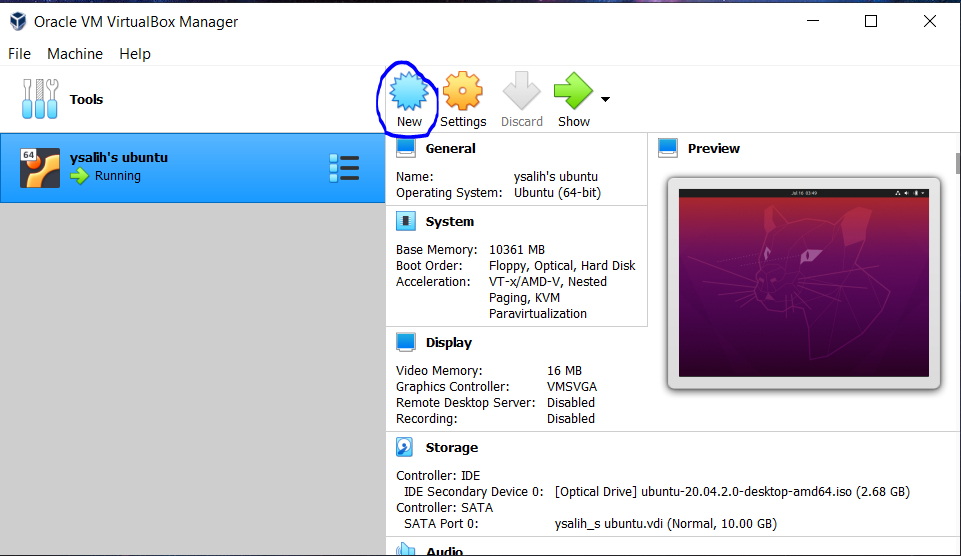 Oracle VM VirtualBox Manager
File Machine Help
Tools
New Settings Discard Show
64
ysalih's ubuntu
Running
General
Name: ysalih's ubuntu
Operating System: Ubuntu (64-bit)
System
Base Memory: 10361 MB
Boot Order: Floppy, Optical, Hard Disk
Acceleration: VT-x/AMD-V, Nested
Paging, KVM
Paravirtualization
Display
Video Memory: 16 MB
Graphics Controller: VMSVGA
Remote Desktop Server: Disabled
Recording: Disabled
Storage
Controller: IDE
IDE Secondary Device 0: [Optical Drive] ubuntu-20.04.2.0-desktop-amd64.iso (2.68 GB)
Controller: SATA
SATA Port 0: ysalih_s ubuntu.vdi (Normal, 10.00 GB)
Audio
Preview
Jul 16 03:40